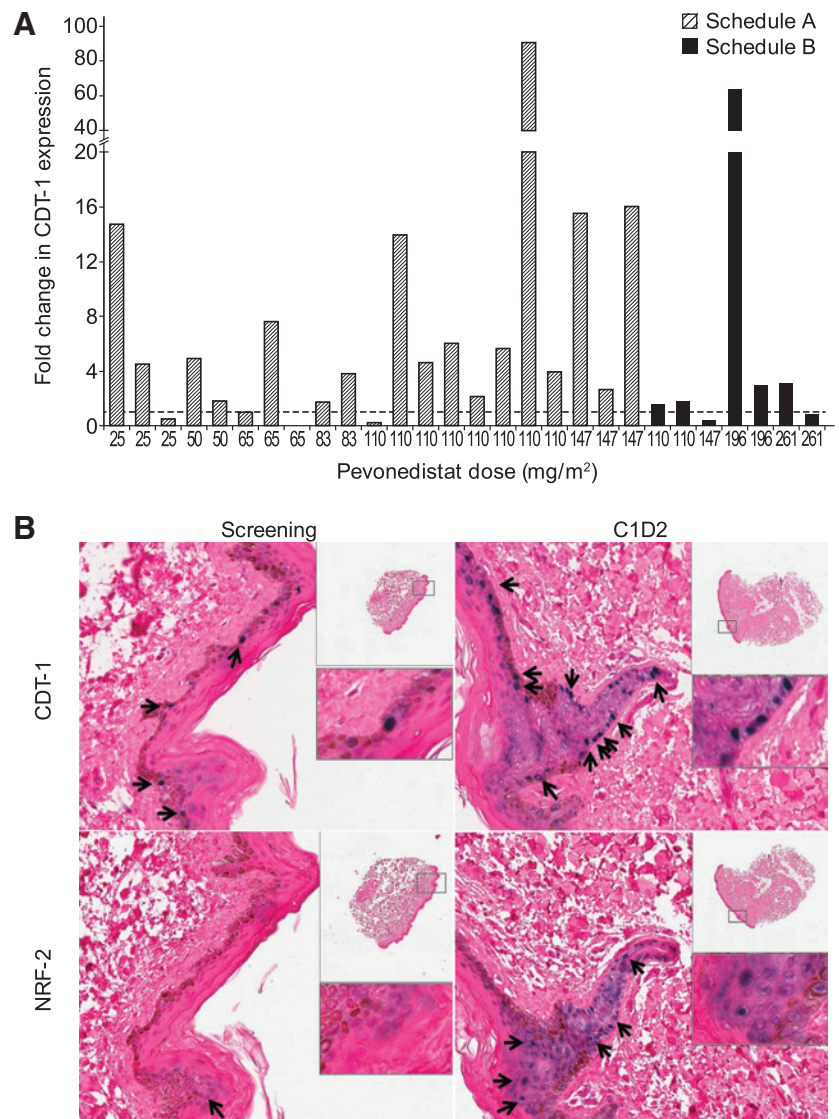 A
Schedule A
Schedule B
Fold change in CDT-1 expression
100
80
60
40
20
16
12
8
4
0
25 25 25 50 50 65 65 65 83 83 110 110 110 110 110 110 110 110 147 147 147 110 110 147 196 196 261 261
Pevonedistat dose (mg/m²)
B
Screening C1D2
CDT-1
NRF-2